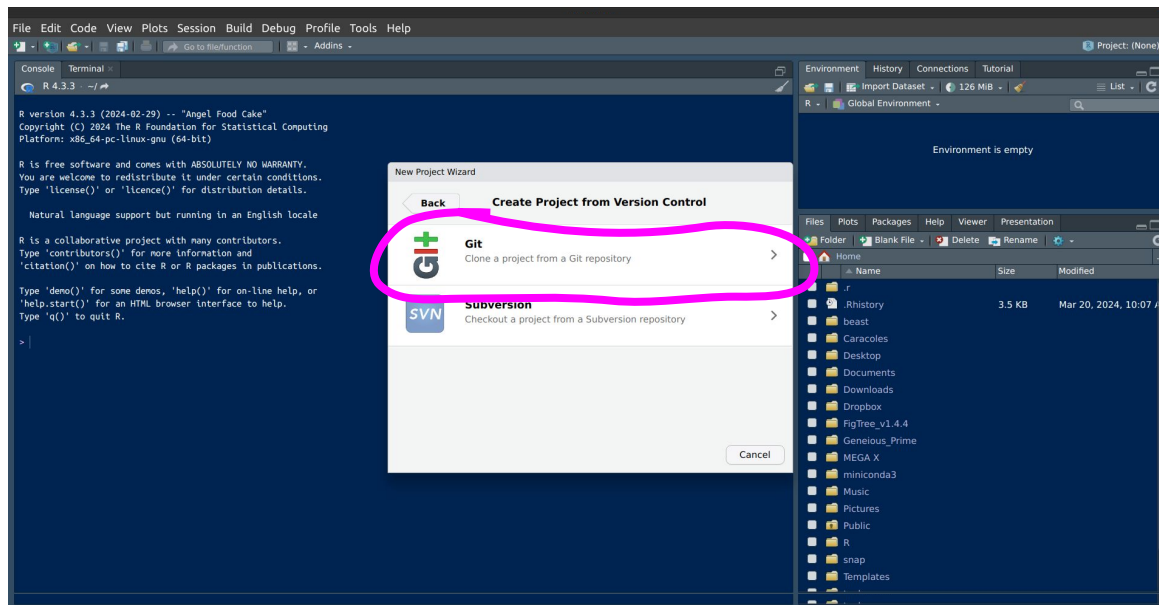 File Edit Code View Plots Session Build Debug Profile Tools Help
Go to file/function Addins Project: (None)
Console Terminal
R 4.3.3 · ~/
R version 4.3.3 (2024-02-29) -- "Angel Food Cake"
Copyright (C) 2024 The R Foundation for Statistical Computing
Platform: x86_64-pc-linux-gnu (64-bit)
R is free software and comes with ABSOLUTELY NO WARRANTY.
You are welcome to redistribute it under certain conditions.
Type 'license()' or 'licence()' for distribution details.
Natural language support but running in an English locale
R is a collaborative project with many contributors.
Type 'contributors()' for more information and
'citation()' on how to cite R or R packages in publications.
Type 'demo()' for some demos, 'help()' for on-line help, or
'help.start()' for an HTML browser interface to help.
Type 'q()' to quit R.
>
New Project Wizard
Back Create Project from Version Control
git
Git
Clone a project from a Git repository
SVN
Subversion
Checkout a project from a Subversion repository
Cancel
Environment History Connections Tutorial
Import Dataset 126 MiB List
R Global Environment
Environment is empty
Files Plots Packages Help Viewer Presentation
Folder Blank File Delete Rename
Home
Name Size Modified
.r
.Rhistory 3.5 KB Mar 20, 2024, 10:07
beast
Caracoles
Desktop
Documents
Downloads
Dropbox
FigTree_v1.4.4
Geneious_Prime
MEGA X
miniconda3
Music
Pictures
Public
R
snap
Templates